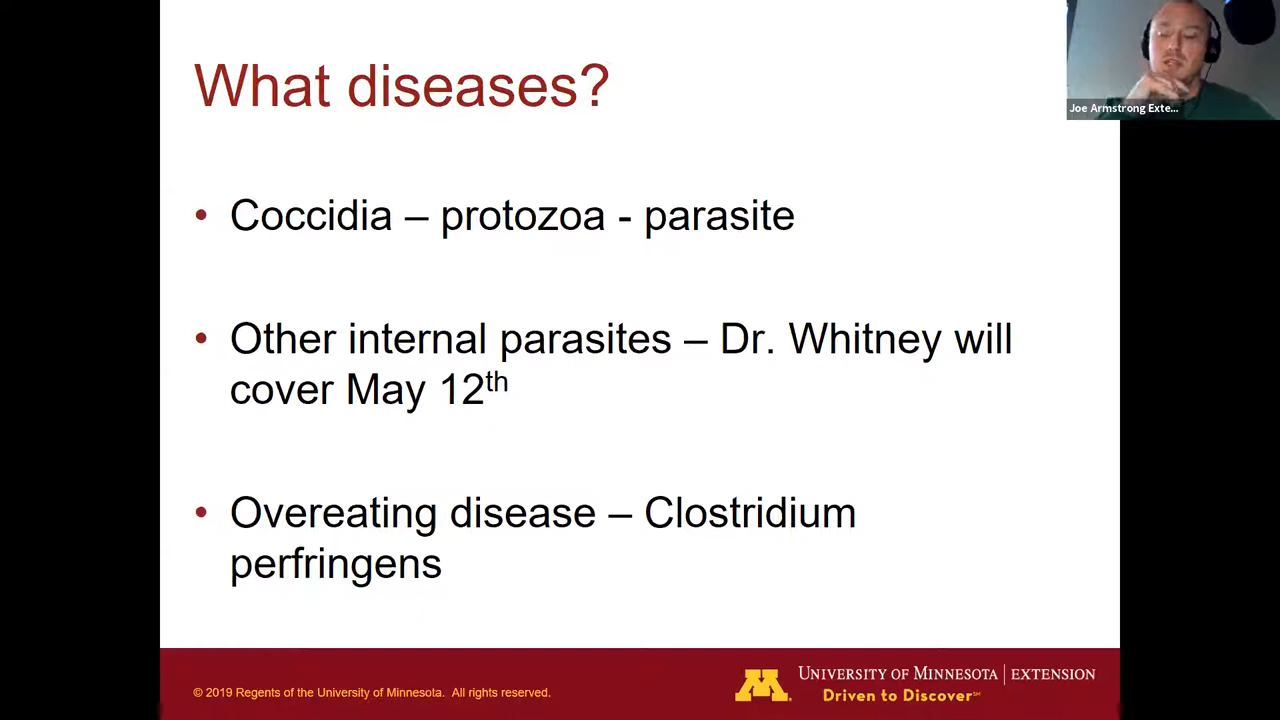 What diseases?
Joe Armstrong Exte...
• Coccidia – protozoa - parasite
• Other internal parasites – Dr. Whitney will
cover May 12th
• Overeating disease – Clostridium
perfringens
© 2019 Regents of the University of Minnesota. All rights reserved.
M
UNIVERSITY OF MINNESOTA | EXTENSION
Driven to Discover℠